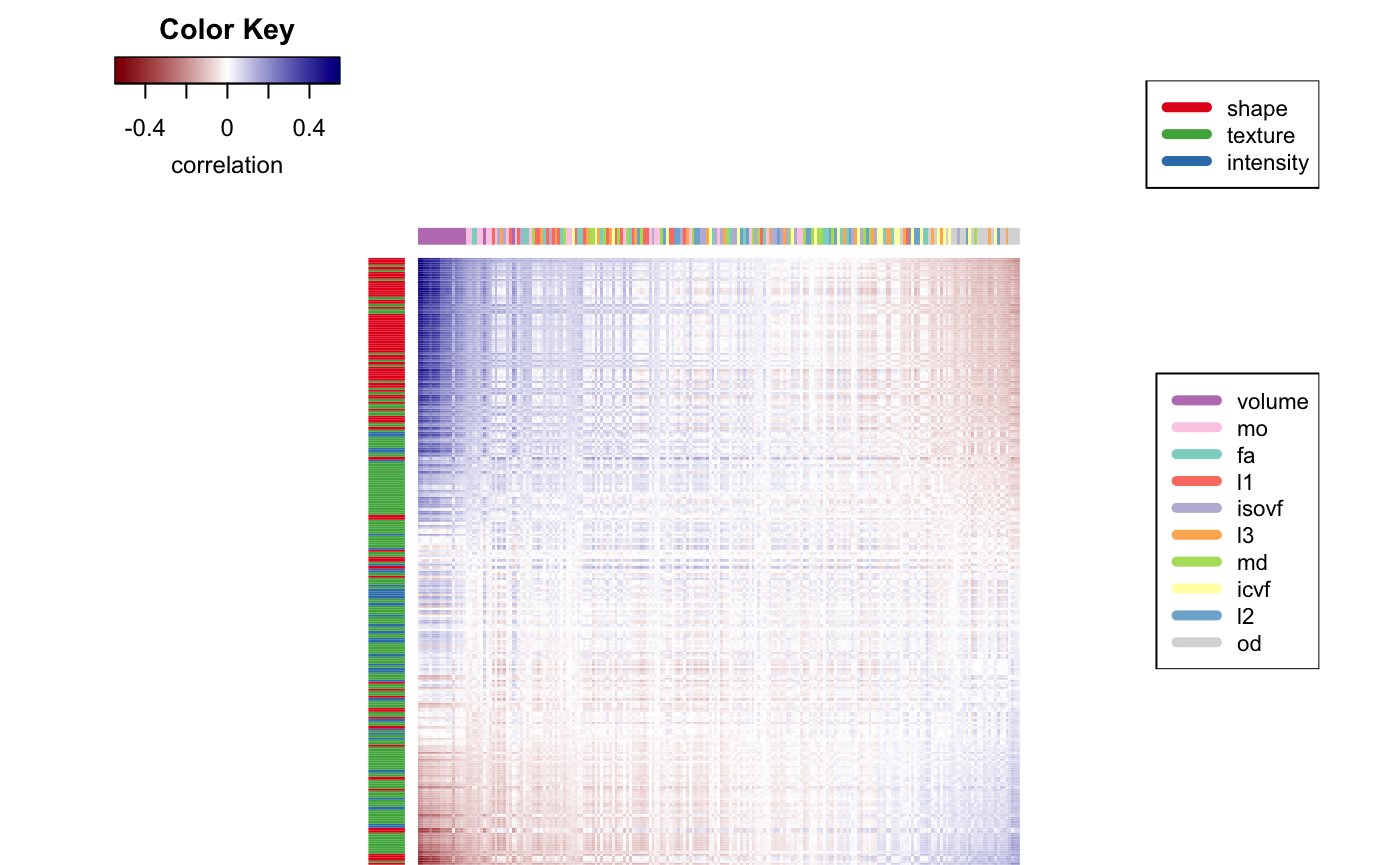 Color Key
-0.4 0 0.4
correlation
shape
texture
intensity
volume
mo
fa
l1
isovf
l3
md
icvf
l2
od